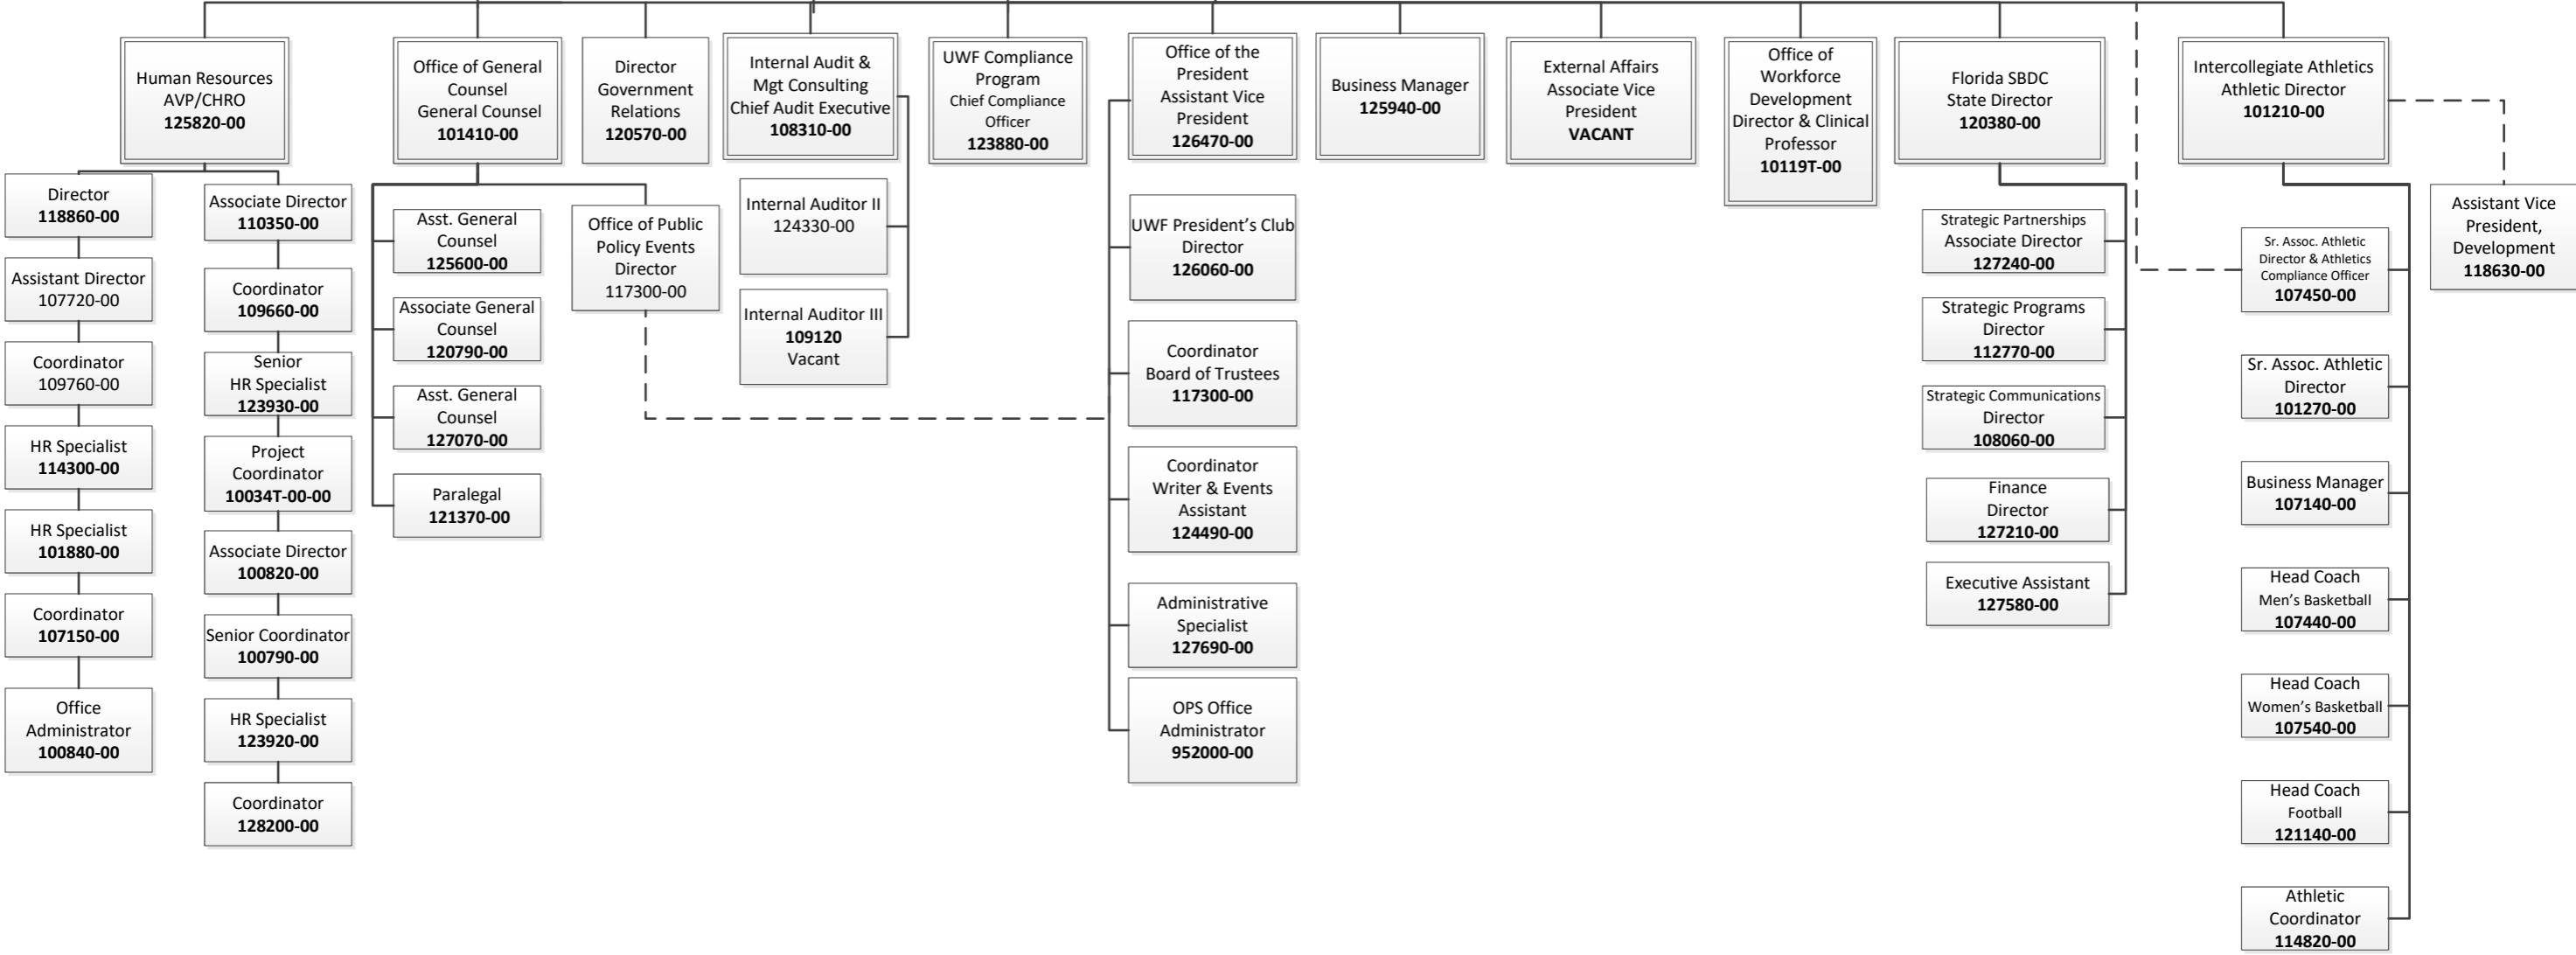 Human Resources
AVP/CHRO
125820-00
Office of General
Counsel
General Counsel
101410-00
Director
Government
Relations
120570-00
Internal Audit &
Mgt Consulting
Chief Audit Executive
108310-00
UWF Compliance
Program
Chief Compliance
Officer
123880-00
Office of the
President
Assistant Vice
President
126470-00
Business Manager
125940-00
External Affairs
Associate Vice
President
VACANT
Office of
Workforce
Development
Director & Clinical
Professor
10119T-00
Florida SBDC
State Director
120380-00
Intercollegiate Athletics
Athletic Director
101210-00
Director
118860-00
Assistant Director
107720-00
Coordinator
109760-00
HR Specialist
114300-00
HR Specialist
101880-00
Coordinator
107150-00
Office
Administrator
100840-00
Associate Director
110350-00
Coordinator
109660-00
Senior
HR Specialist
123930-00
Project
Coordinator
10034T-00-00
Associate Director
100820-00
Senior Coordinator
100790-00
HR Specialist
123920-00
Coordinator
128200-00
Asst. General
Counsel
125600-00
Associate General
Counsel
120790-00
Asst. General
Counsel
127070-00
Paralegal
121370-00
Office of Public
Policy Events
Director
117300-00
Internal Auditor II
124330-00
Internal Auditor III
109120
Vacant
UWF President’s Club
Director
126060-00
Coordinator
Board of Trustees
117300-00
Coordinator
Writer & Events
Assistant
124490-00
Administrative
Specialist
127690-00
OPS Office
Administrator
952000-00
Strategic Partnerships
Associate Director
127240-00
Strategic Programs
Director
112770-00
Strategic Communications
Director
108060-00
Finance
Director
127210-00
Executive Assistant
127580-00
Sr. Assoc. Athletic
Director & Athletics
Compliance Officer
107450-00
Sr. Assoc. Athletic
Director
101270-00
Business Manager
107140-00
Head Coach
Men’s Basketball
107440-00
Head Coach
Women’s Basketball
107540-00
Head Coach
Football
121140-00
Athletic
Coordinator
114820-00
Assistant Vice
President,
Development
118630-00